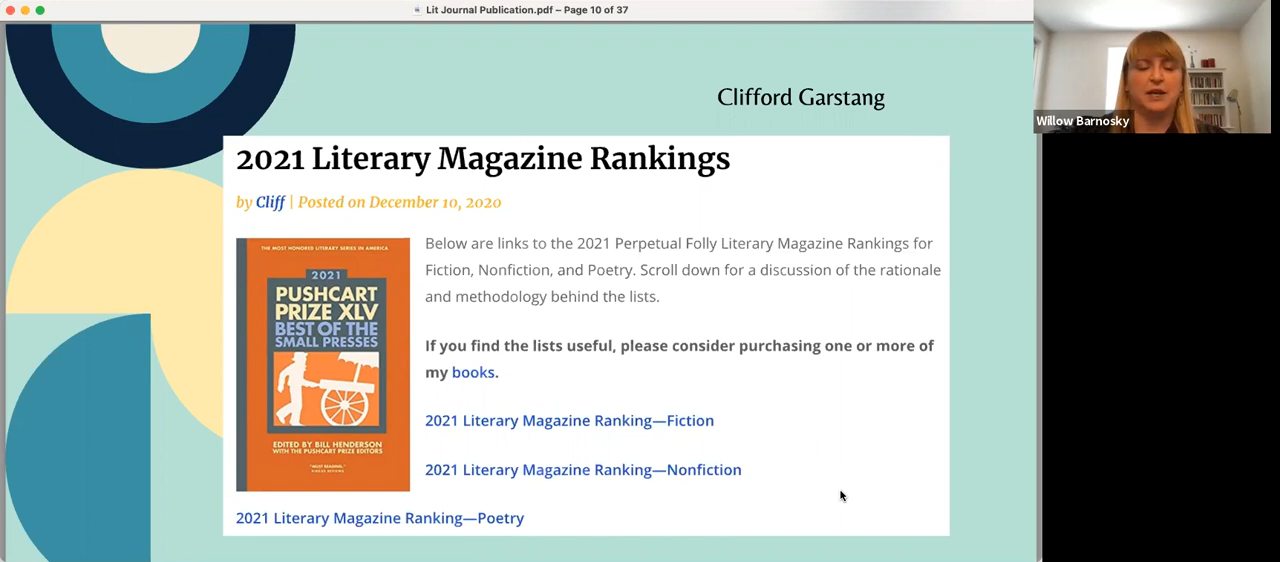 Lit Journal Publication.pdf – Page 10 of 37
Willow Barnosky
Clifford Garstang
2021 Literary Magazine Rankings
by Cliff | Posted on December 10, 2020
THE MOST HONORED LITERARY SERIES IN AMERICA
2021
PUSHCART
PRIZE XLV
BEST OF THE
SMALL PRESSES
EDITED BY BILL HENDERSON
WITH THE PUSHCART PRIZE EDITORS
Below are links to the 2021 Perpetual Folly Literary Magazine Rankings for
Fiction, Nonfiction, and Poetry. Scroll down for a discussion of the rationale
and methodology behind the lists.
If you find the lists useful, please consider purchasing one or more of
my books.
2021 Literary Magazine Ranking—Fiction
2021 Literary Magazine Ranking—Nonfiction
2021 Literary Magazine Ranking—Poetry